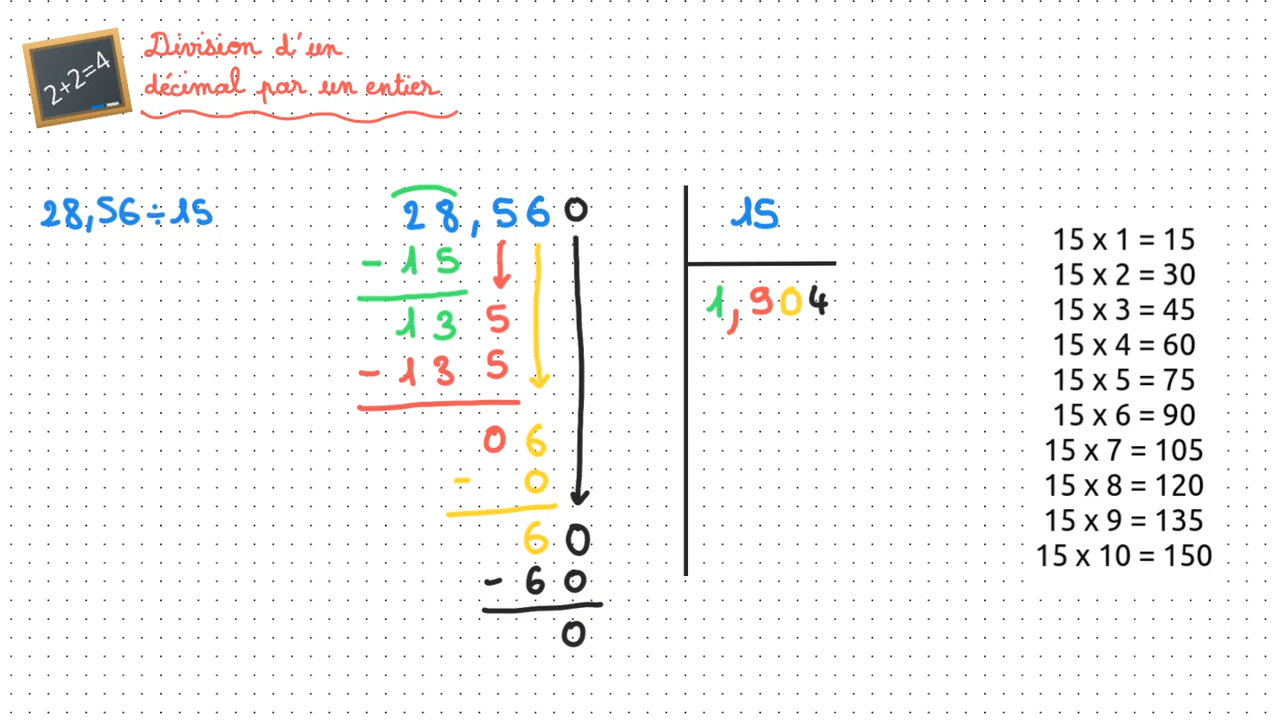 2+2=4
Division d'un
décimal par un entier
28,56÷15
28,560
- 15
135
- 135
06
- 0
60
- 60
0
15
1,904
15 x 1 = 15
15 x 2 = 30
15 x 3 = 45
15 x 4 = 60
15 x 5 = 75
15 x 6 = 90
15 x 7 = 105
15 x 8 = 120
15 x 9 = 135
15 x 10 = 150